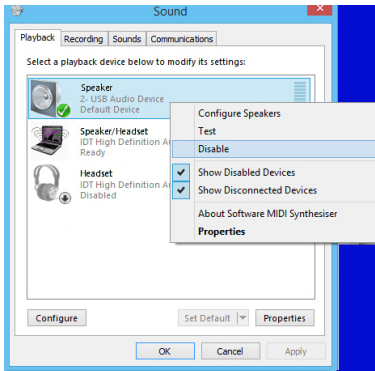 Sound
Playback Recording Sounds Communications
Select a playback device below to modify its settings:
Speaker
2- USB Audio Device
Default Device
Speaker/Headset
IDT High Definition
Ready
Headset
IDT High Definition
Disabled
Configure Speakers
Test
Disable
Show Disabled Devices
Show Disconnected Devices
About Software MIDI Synthesiser
Properties
Configure Set Default Properties
OK Cancel Apply